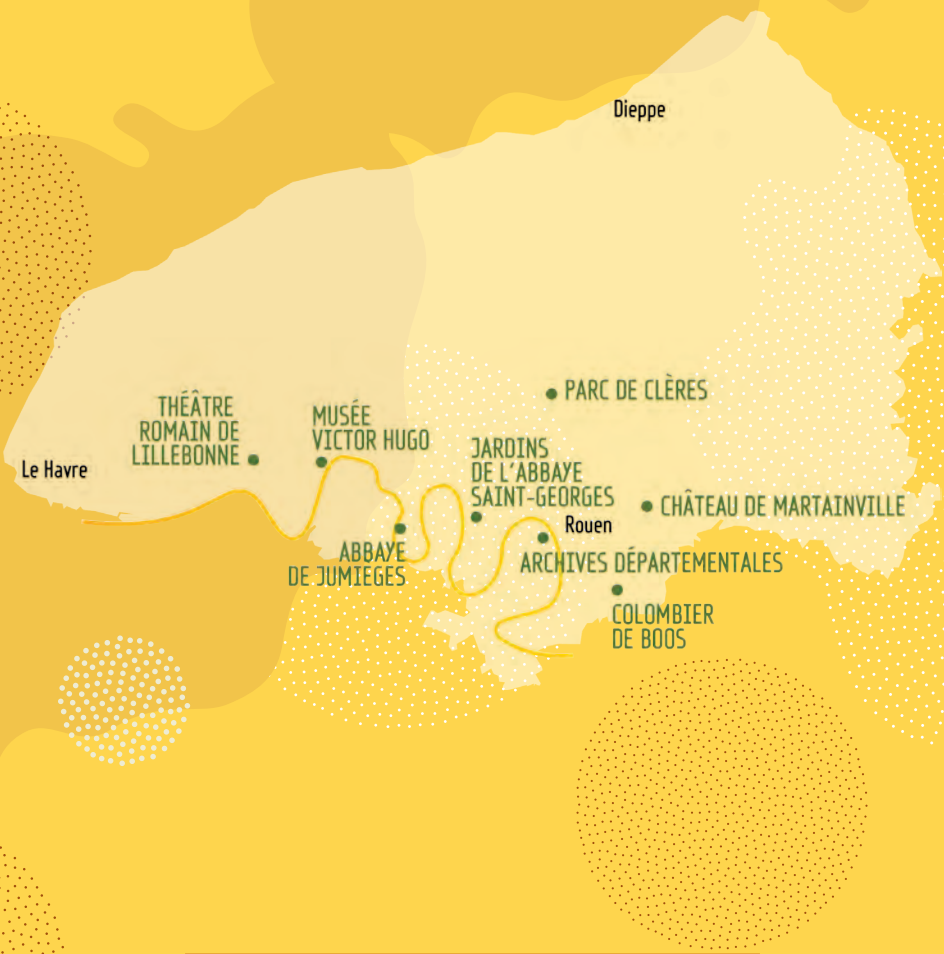 Dieppe
PARC DE CLÈRES
THÉÂTRE
ROMAIN DE
LILLEBONNE
MUSÉE
VICTOR HUGO
Le Havre
JARDINS
DE L'ABBAYE
SAINT-GEORGES
CHÂTEAU DE MARTAINVILLE
Rouen
ABBAYE
DE JUMIÈGES
ARCHIVES DÉPARTEMENTALES
COLOMBIER
DE BOOS